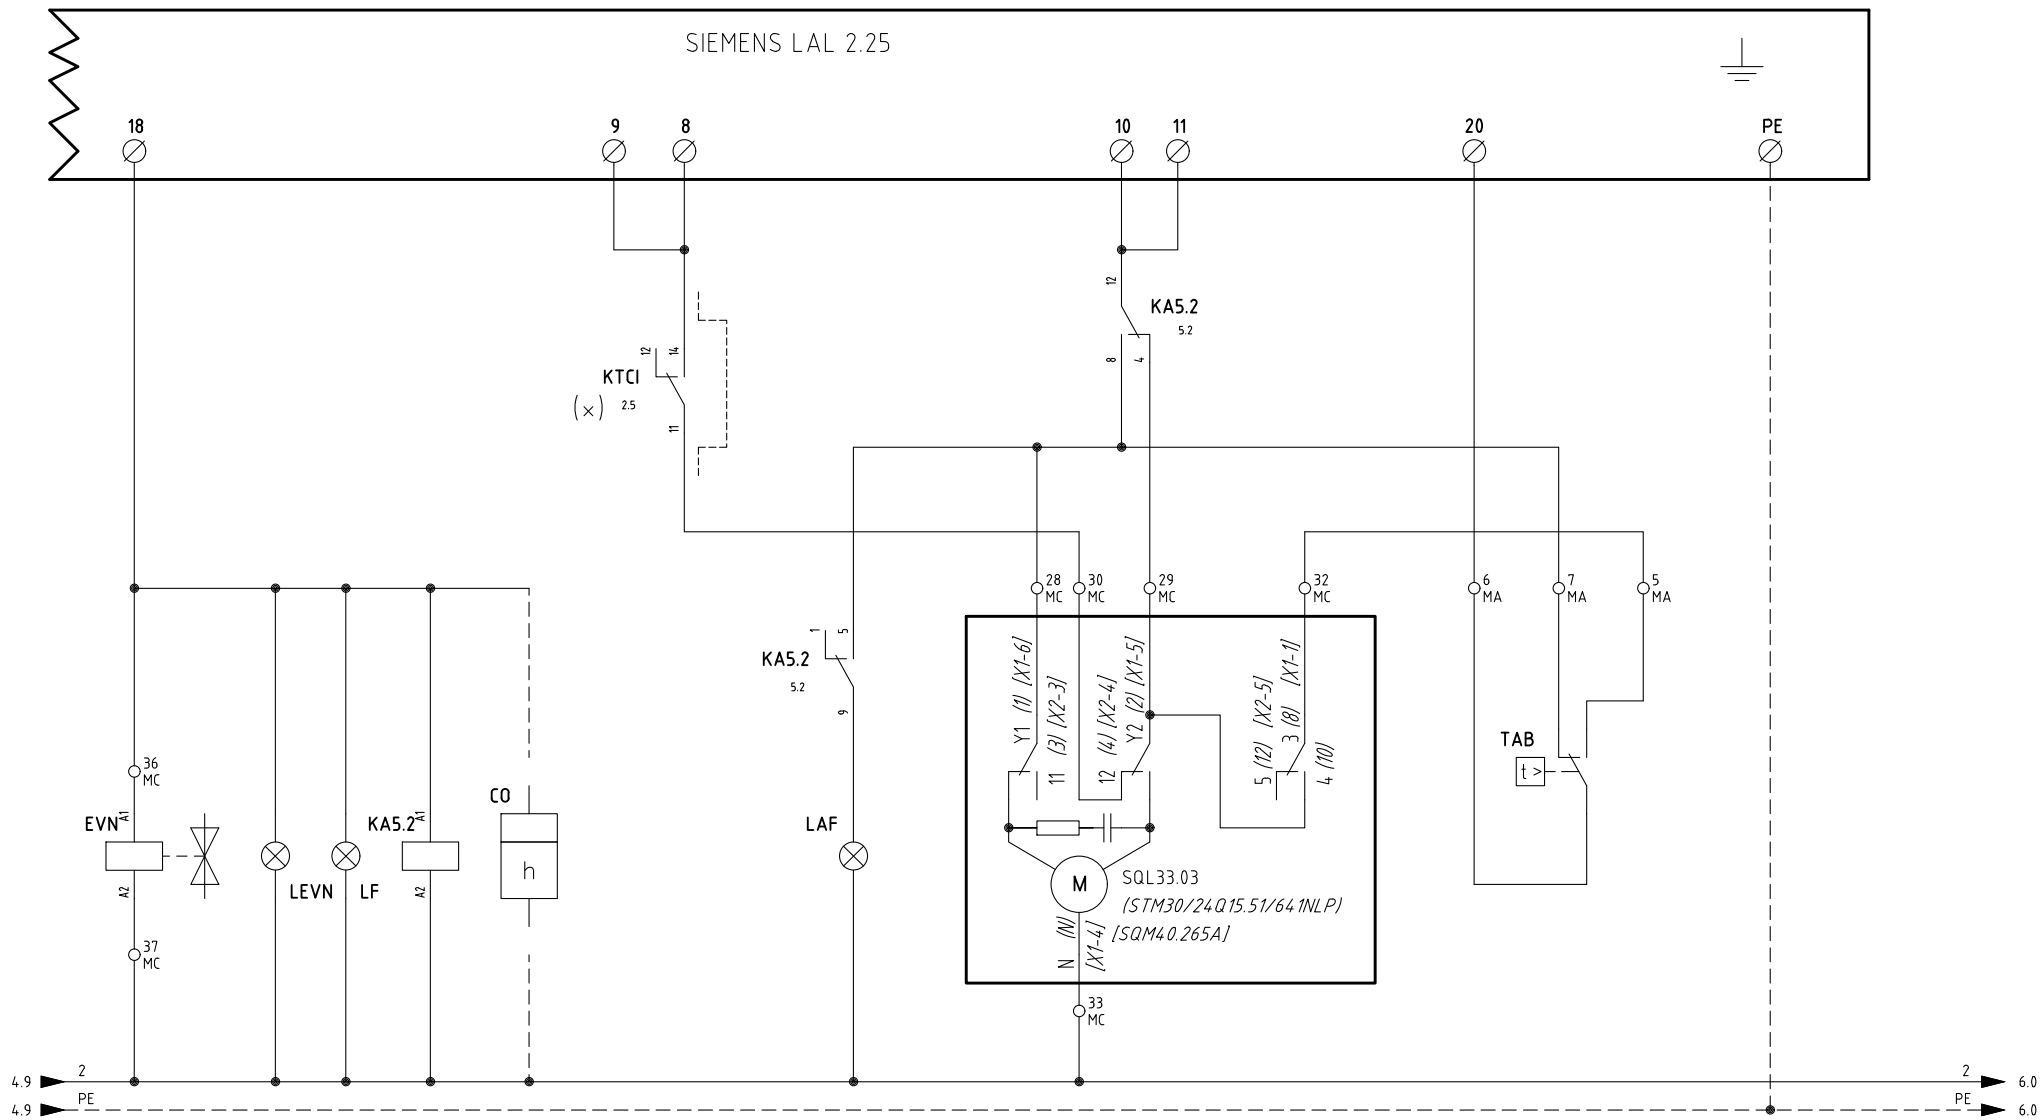 SIEMENS LAL 2.25
18
9
8
10
11
20
PE
12
KA5.2
5.2
8
4
12
14
KTCI
2.5
(x)
11
28
MC
30
MC
29
MC
32
MC
6
MA
7
MA
5
MA
1
5
KA5.2
5.2
9
Y1 (1) [X1-6]
11 (3) [X2-3]
12 (4) [X2-4]
Y2 (2) [X1-5]
5 (12) [X2-5]
3 (8) [X1-1]
4 (10)
TAB
t >
36
MC
CO
EVN
A1
KA5.2
A1
LAF
h
A2
LEVN
LF
A2
M
SQL33.03
(STM30/24Q15.51/641NLP)
[SQM40.265A]
N (N)
[X1-4]
37
MC
33
MC
4.9
2
2
6.0
4.9
PE
PE
6.0